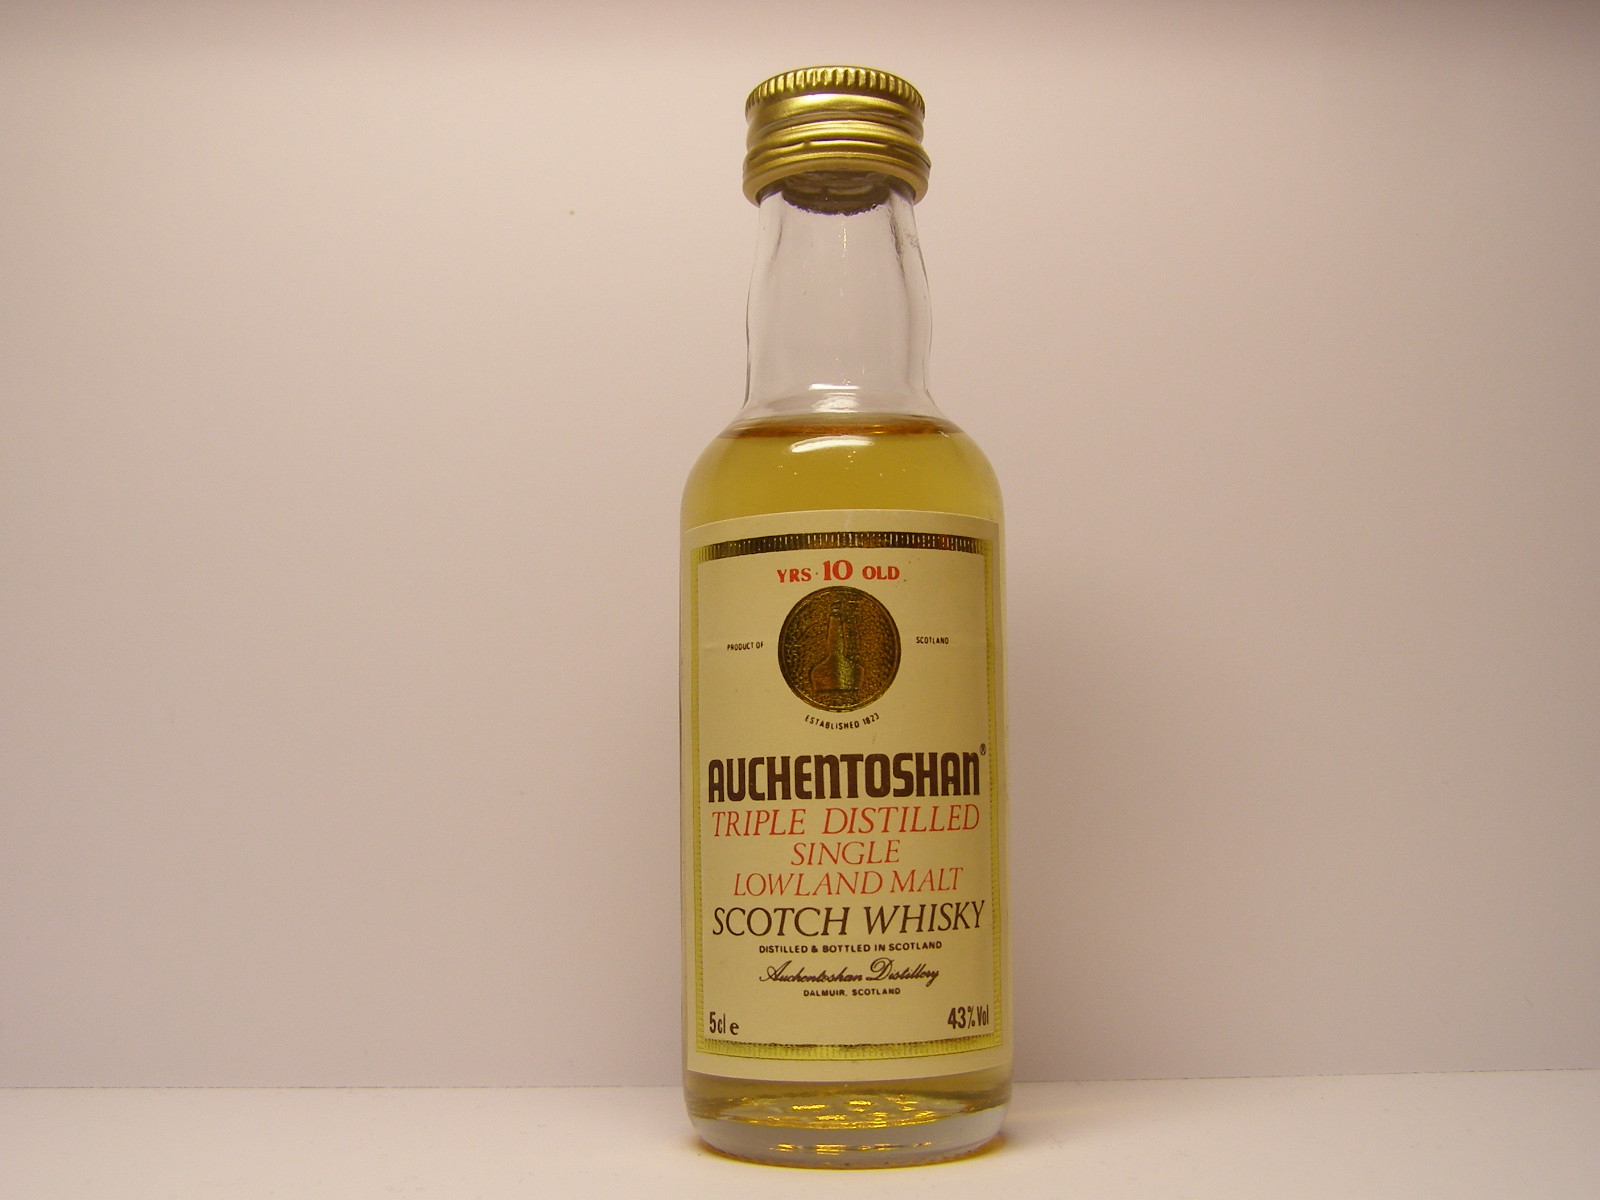 YRS · 10 OLD
PRODUCT OF SCOTLAND
ESTABLISHED 1823
AUCHENTOSHAN®
TRIPLE DISTILLED
SINGLE
LOWLAND MALT
SCOTCH WHISKY
DISTILLED & BOTTLED IN SCOTLAND
Auchentoshan Distillery
DALMUIR, SCOTLAND
5cl e 43% Vol